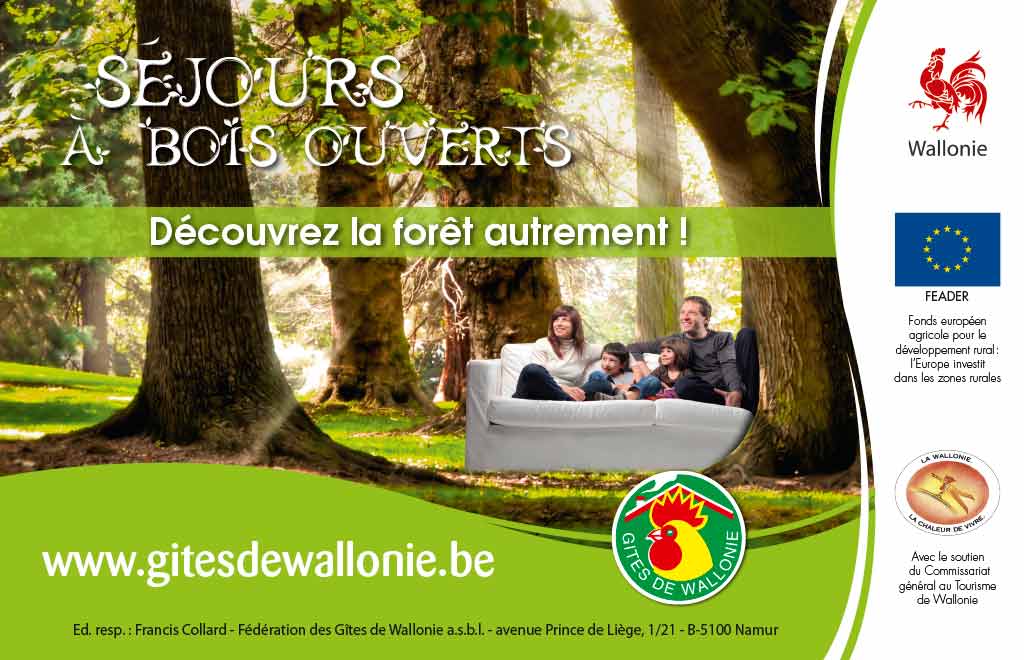 SÉJOURS
À BOIS OUVERTS
Découvrez la forêt autrement !
www.gitesdewallonie.be
GITES DE WALLONIE
Ed. resp. : Francis Collard - Fédération des Gîtes de Wallonie a.s.b.l. - avenue Prince de Liège, 1/21 - B-5100 Namur
Wallonie
FEADER
Fonds européen
agricole pour le
développement rural :
l'Europe investit
dans les zones rurales
LA WALLONIE.
LA CHALEUR DE VIVRE.
Avec le soutien
du Commissariat
général au Tourisme
de Wallonie